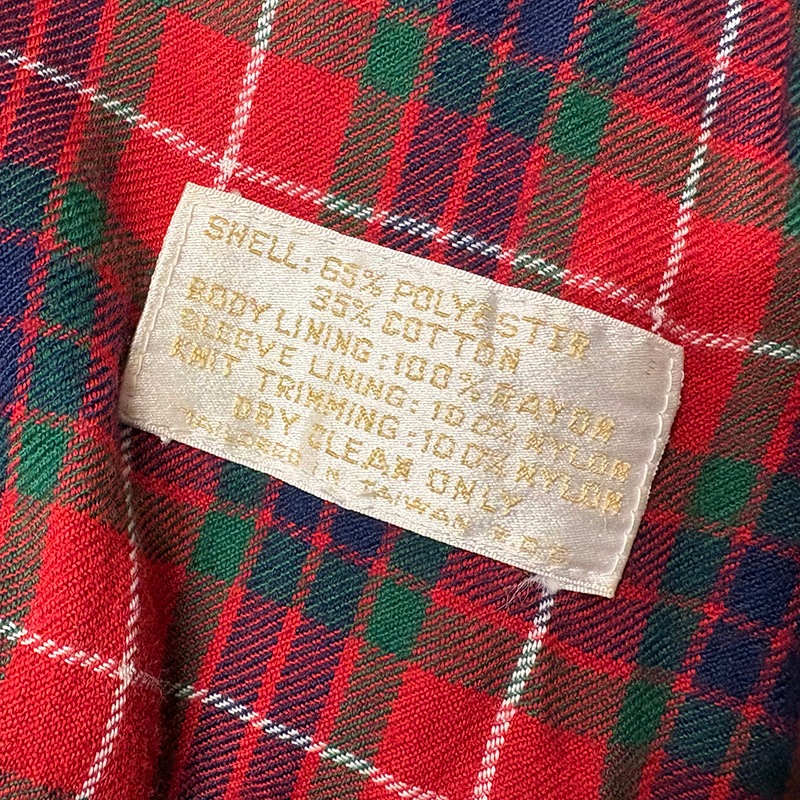 SHELL: 65% POLYESTER
35% COTTON
BODY LINING: 100% RAYON
SLEEVE LINING: 100% NYLON
KNIT TRIMMING: 100% NYLON
DRY CLEAN ONLY
TAILORED IN TAIWAN R.O.C.